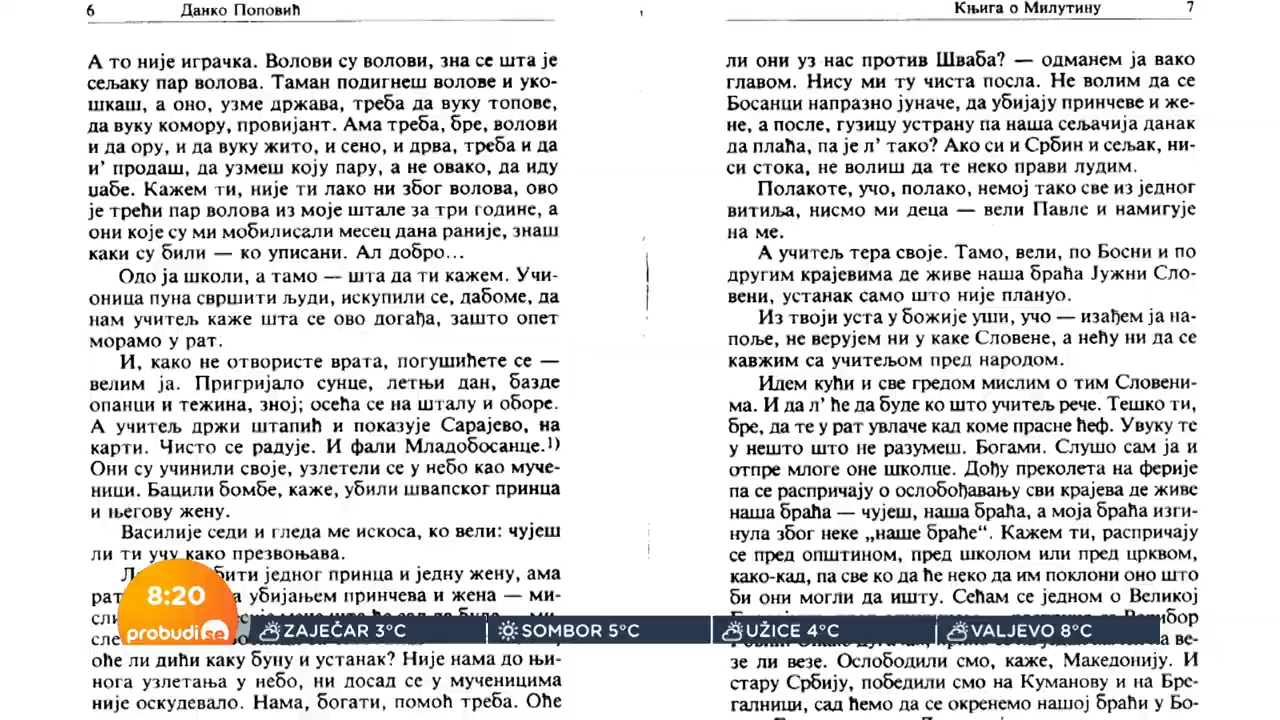 6 Данко Поповић
А то није играчка. Волови су волови, зна се шта је
сељаку пар волова. Таман подигнеш волове и уко-
шкаш, а оно, узме држава, треба да вуку топове,
да вуку комору, провијант. Ама треба, бре, волови
и да ору, и да вуку жито, и сено, и дрва, треба и да
и’ продаш, да узмеш коју пару, а не овако, да иду
џабе. Кажем ти, није ти лако ни због волова, ово
је трећи пар волова из моје штале за три године, а
они које су ми мобилисали месец дана раније, знаш
каки су били — ко уписани. Ал добро...
Одо ја школи, а тамо — шта да ти кажем. Учи-
оница пуна свршити људи, искупили се, дабоме, да
нам учитељ каже шта се ово догађа, зашто опет
морамо у рат.
И, како не отвористе врата, погушићете се —
велим ја. Пригријало сунце, летњи дан, базде
опанци и тежина, зној; осећа се на шталу и оборе.
А учитељ држи штапић и показује Сарајево, на
карти. Чисто се радује. И фали Младобосанце.¹)
Они су учинили своје, узлетели се у небо као муче-
ници. Бацили бомбе, каже, убили швапског принца
и његову жену.
Василије седи и гледа ме искоса, ко вели: чујеш
ли ти учу како презвоњава.
бити једног принца и једну жену, ама
рат убијањем принчева и жена — ми-
оће ли дићи каку буну и устанак? Није нама до њи-
нога узлетања у небо, ни досад се у мученицима
није оскудевало. Нама, богати, помоћ треба. Оће
Књига о Милутину 7
ли они уз нас против Шваба? — одманем ја вако
главом. Нису ми ту чиста посла. Не волим да се
Босанци напразно јуначе, да убијају принчеве и же-
не, а после, гузицу устрану па наша сељачија данак
да плаћа, па је л’ тако? Ако си и Србин и сељак, ни-
си стока, не волиш да те неко прави лудим.
Полакоте, учо, полако, немој тако све из једног
витиља, нисмо ми деца — вели Павле и намигује
на ме.
А учитељ тера своје. Тамо, вели, по Босни и по
другим крајевима де живе наша браћа Јужни Сло-
вени, устанак само што није плануо.
Из твоји уста у божије уши, учо — изађем ја на-
поље, не верујем ни у каке Словене, а нећу ни да се
кавжим са учитељом пред народом.
Идем кући и све гредом мислим о тим Словени-
ма. И да л’ ће да буде ко што учитељ рече. Тешко ти,
бре, да те у рат увлаче кад коме прасне ћеф. Увуку те
у нешто што не разумеш. Богами. Слушо сам ја и
отпре млоге оне школце. Дођу преколета на ферије
па се распричају о ослобођавању сви крајева де живе
наша браћа — чујеш, наша браћа, а моја браћа изги-
нула због неке „наше браће“. Кажем ти, распричају
се пред општином, пред школом или пред црквом,
како-кад, па све ко да ће неко да им поклони оно што
би они могли да ишту. Сећам се једном о Великој
зе ли везе. Ослободили смо, каже, Македонију. И
стару Србију, победили смо на Куманову и на Бре-
галници, сад ћемо да се окренемо нашој браћи у Бо-
8:20
probudi se
ZAJEČAR 3°C
SOMBOR 5°C
UŽICE 4°C
VALJEVO 8°C